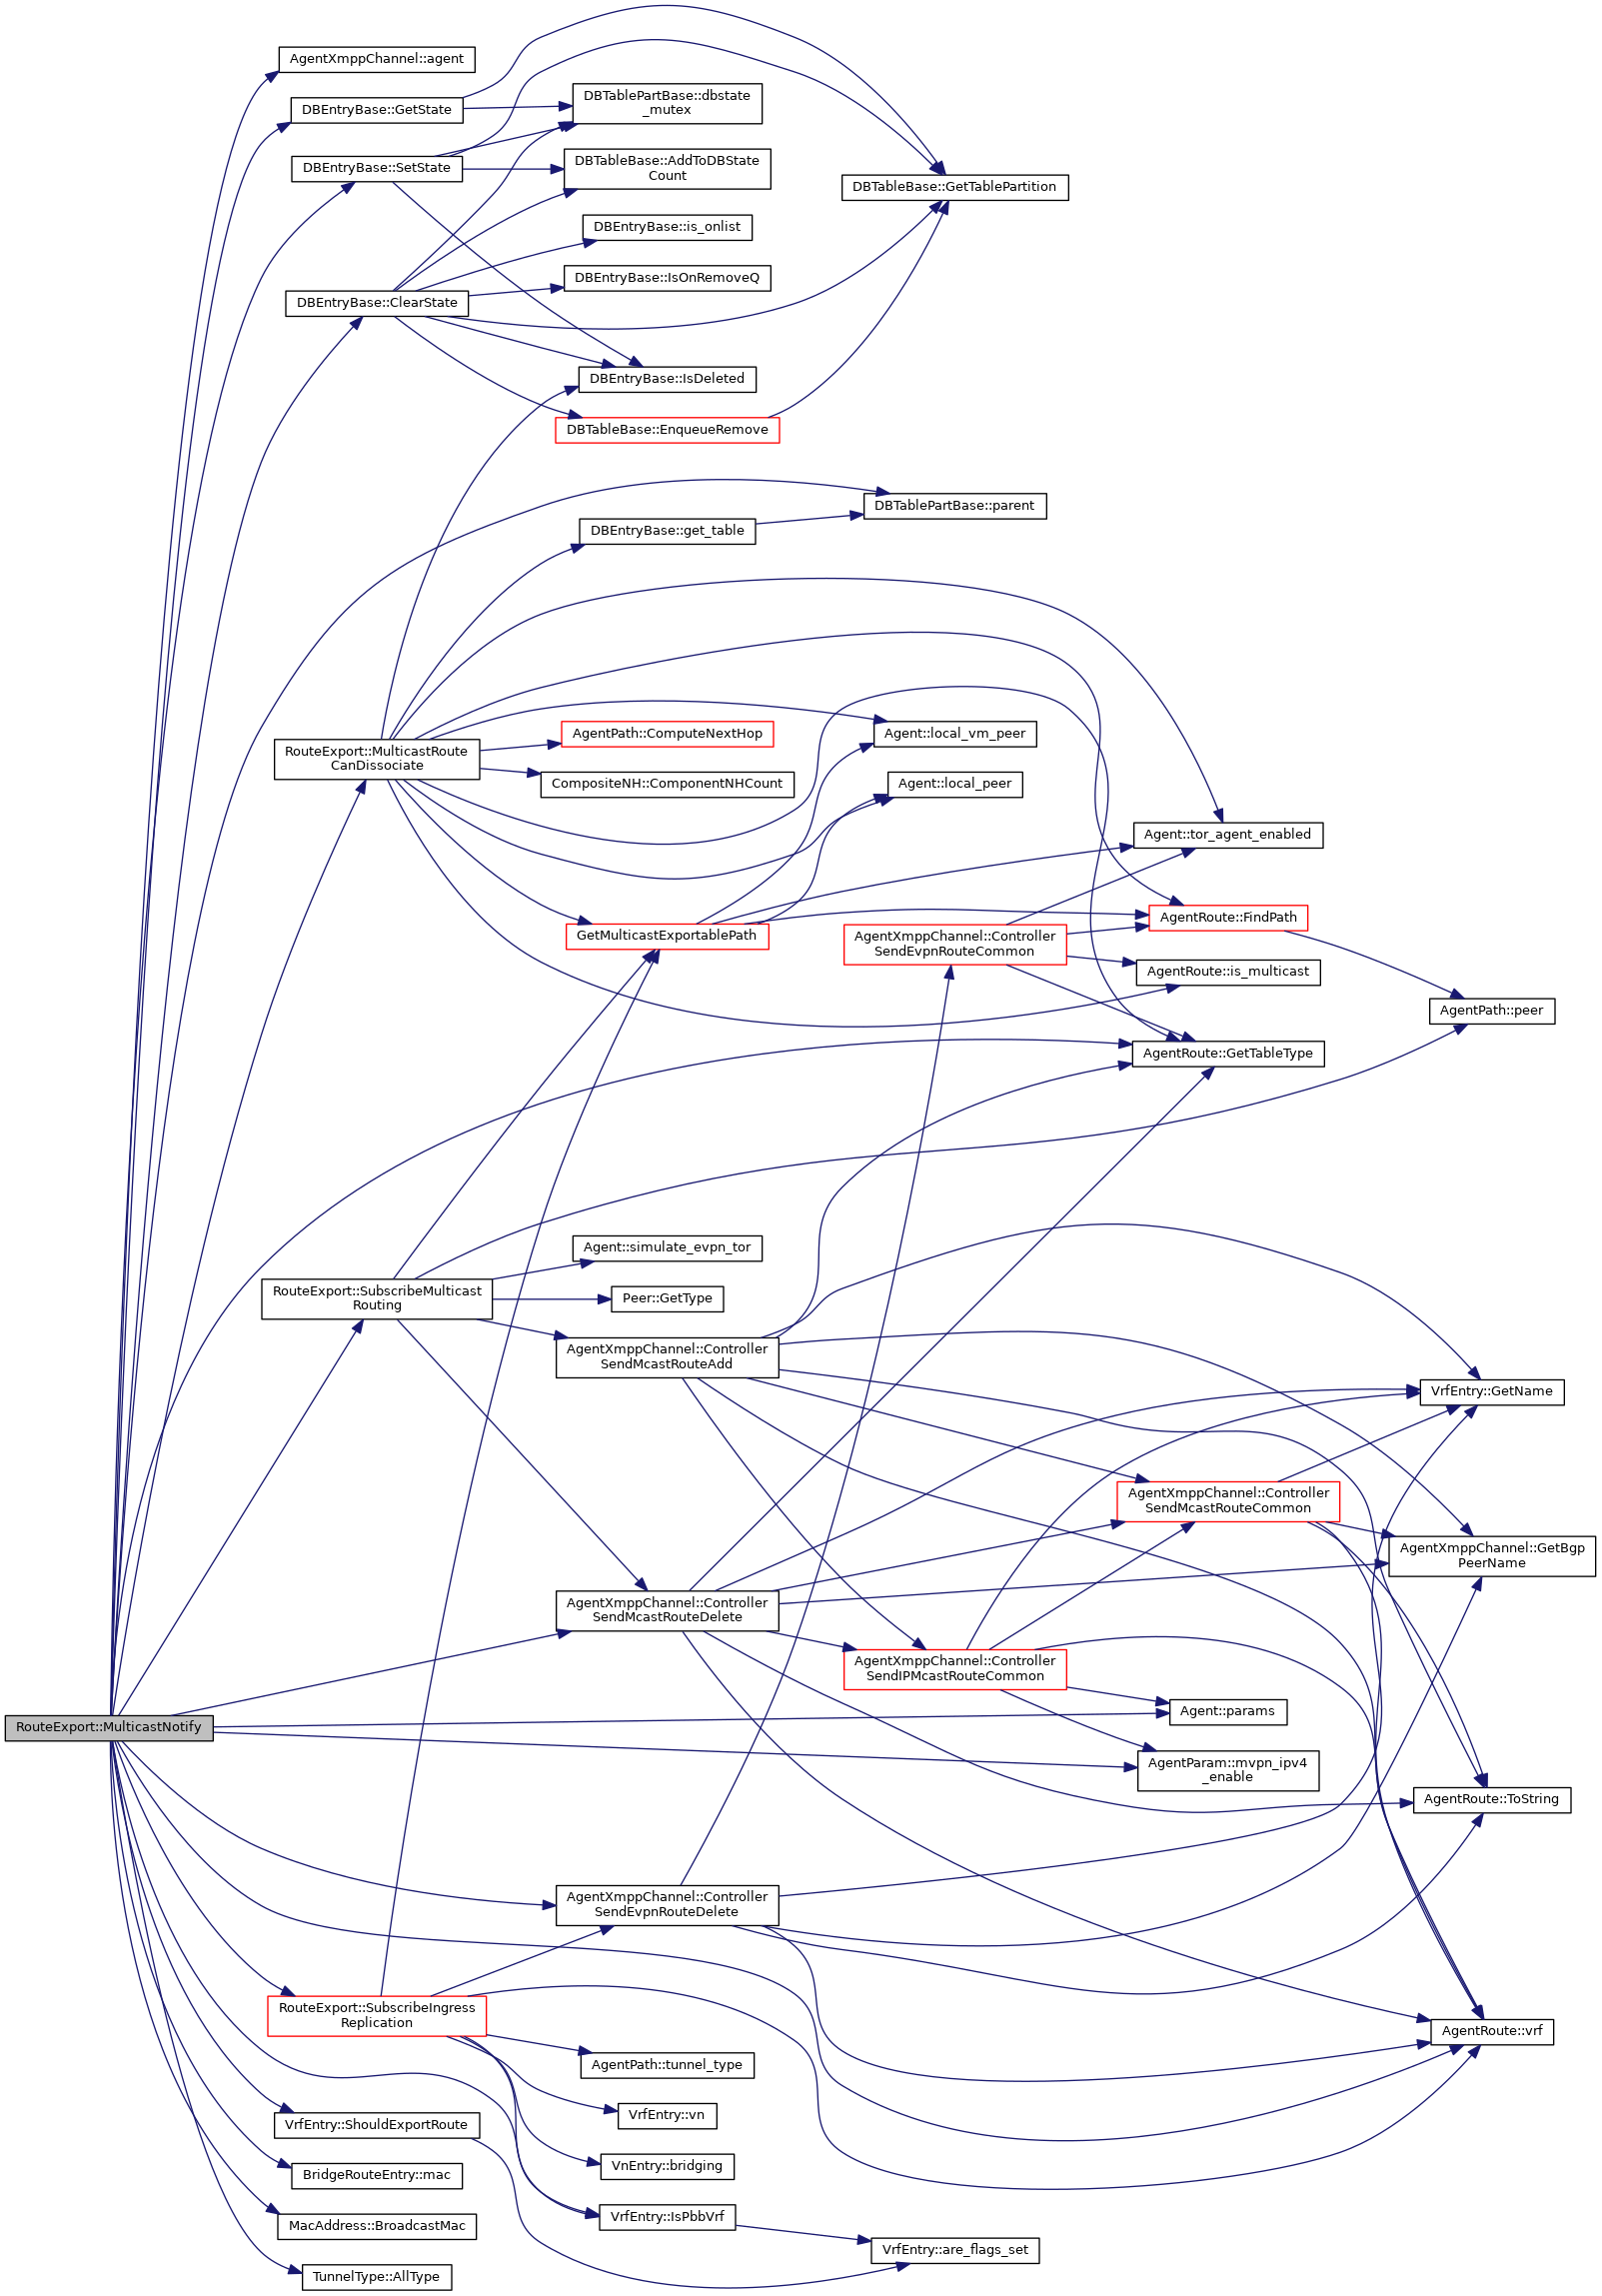 AgentXmppChannel::agent
DBEntryBase::GetState
DBTablePartBase::dbstate
_mutex
DBEntryBase::SetState
DBTableBase::AddToDBState
Count
DBTableBase::GetTablePartition
DBEntryBase::is_onlist
DBEntryBase::IsOnRemoveQ
DBEntryBase::ClearState
DBEntryBase::IsDeleted
DBTableBase::EnqueueRemove
DBTablePartBase::parent
DBEntryBase::get_table
RouteExport::MulticastRoute
CanDissociate
AgentPath::ComputeNextHop
Agent::local_vm_peer
CompositeNH::ComponentNHCount
Agent::local_peer
Agent::tor_agent_enabled
GetMulticastExportablePath
AgentXmppChannel::Controller
SendEvpnRouteCommon
AgentRoute::FindPath
AgentRoute::is_multicast
AgentPath::peer
AgentRoute::GetTableType
Agent::simulate_evpn_tor
RouteExport::SubscribeMulticast
Routing
Peer::GetType
AgentXmppChannel::Controller
SendMcastRouteAdd
VrfEntry::GetName
AgentXmppChannel::Controller
SendMcastRouteCommon
AgentXmppChannel::GetBgp
PeerName
AgentXmppChannel::Controller
SendMcastRouteDelete
AgentXmppChannel::Controller
SendIPMcastRouteCommon
Agent::params
RouteExport::MulticastNotify
AgentParam::mvpn_ipv4
_enable
AgentRoute::ToString
AgentXmppChannel::Controller
SendEvpnRouteDelete
RouteExport::SubscribeIngress
Replication
AgentRoute::vrf
AgentPath::tunnel_type
VrfEntry::vn
VrfEntry::ShouldExportRoute
VnEntry::bridging
BridgeRouteEntry::mac
VrfEntry::IsPbbVrf
MacAddress::BroadcastMac
VrfEntry::are_flags_set
TunnelType::AllType